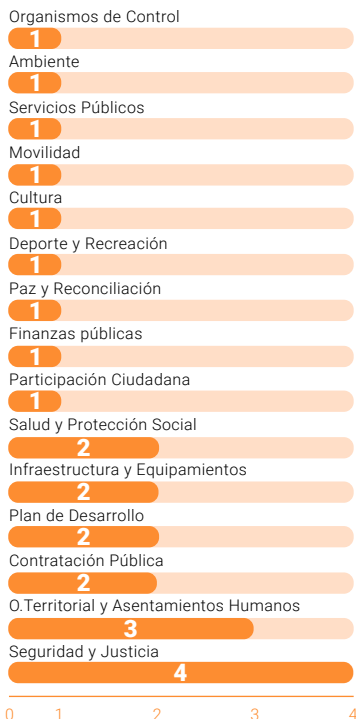 Organismos de Control
1
Ambiente
1
Servicios Públicos
1
Movilidad
1
Cultura
1
Deporte y Recreación
1
Paz y Reconciliación
1
Finanzas públicas
1
Participación Ciudadana
1
Salud y Protección Social
2
Infraestructura y Equipamientos
2
Plan de Desarrollo
2
Contratación Pública
2
O.Territorial y Asentamientos Humanos
3
Seguridad y Justicia
4
0 1 2 3 4